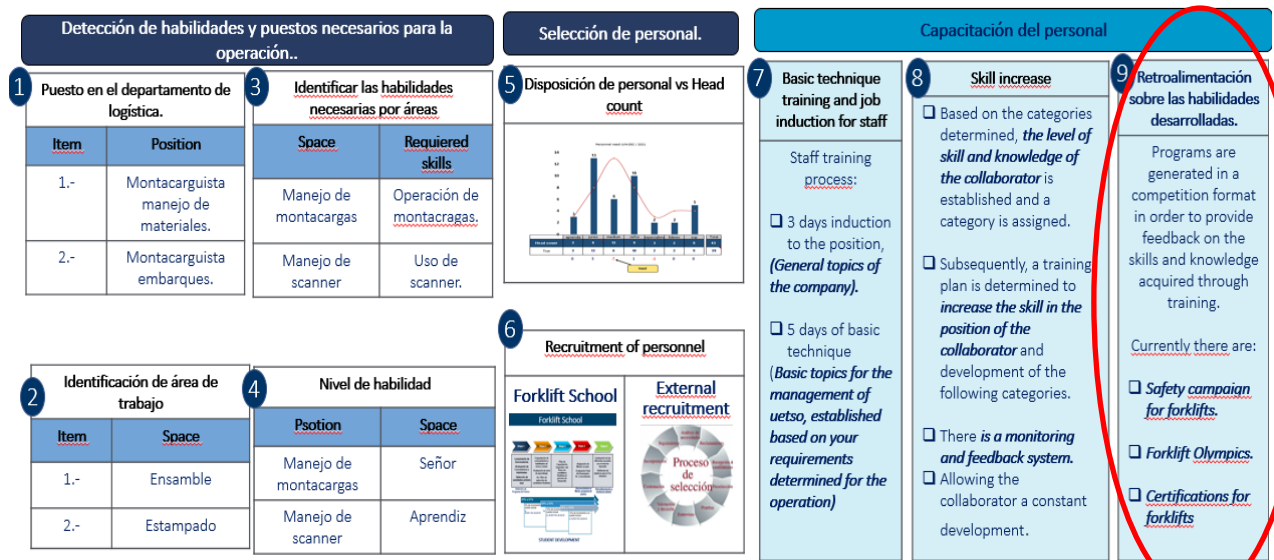 Detección de habilidades y puestos necesarios para la
operación..
Selección de personal.
Capacitación del personal
1
Puesto en el departamento de
logística.
Item
Position
1.-
Montacarguista
manejo de
materiales.
2.-
Montacarguista
embarques.
2
Identificación de área de
trabajo
Item
Space
1.-
Ensamble
2.-
Estampado
3
Identificar las habilidades
necesarias por áreas
Space
Requiered
skills
Manejo de
montacargas
Operación de
montacragas.
Manejo de
scanner
Uso de
scanner.
4
Nivel de habilidad
Psotion
Space
Manejo de
montacargas
Señor
Manejo de
scanner
Aprendiz
5
Disposición de personal vs Head
count
6
Recruitment of personnel
Forklift School
Forklift School
STUDENT DEVELOPMENT
External
recruitment
Proceso
de
selección
7
Basic technique
training and job
induction for staff
Staff training
process:
❑ 3 days induction
to the position,
(General topics of
the company).
❑ 5 days of basic
technique
(Basic topics for the
management of
uetso, established
based on your
requirements
determined for the
operation)
8
Skill increase
❑ Based on the categories
determined, the level of
skill and knowledge of
the collaborator is
established and a
category is assigned.
❑ Subsequently, a training
plan is determined to
increase the skill in the
position of the
collaborator and
development of the
following categories.
❑ There is a monitoring
and feedback system.
❑ Allowing the
collaborator a constant
development.
9
Retroalimentación
sobre las habilidades
desarrolladas.
Programs are
generated in a
competition format
in order to provide
feedback on the
skills and knowledge
acquired through
training.
Currently there are:
❑ Safety campaign
for forklifts.
❑ Forklift Olympics.
❑ Certifications for
forklifts